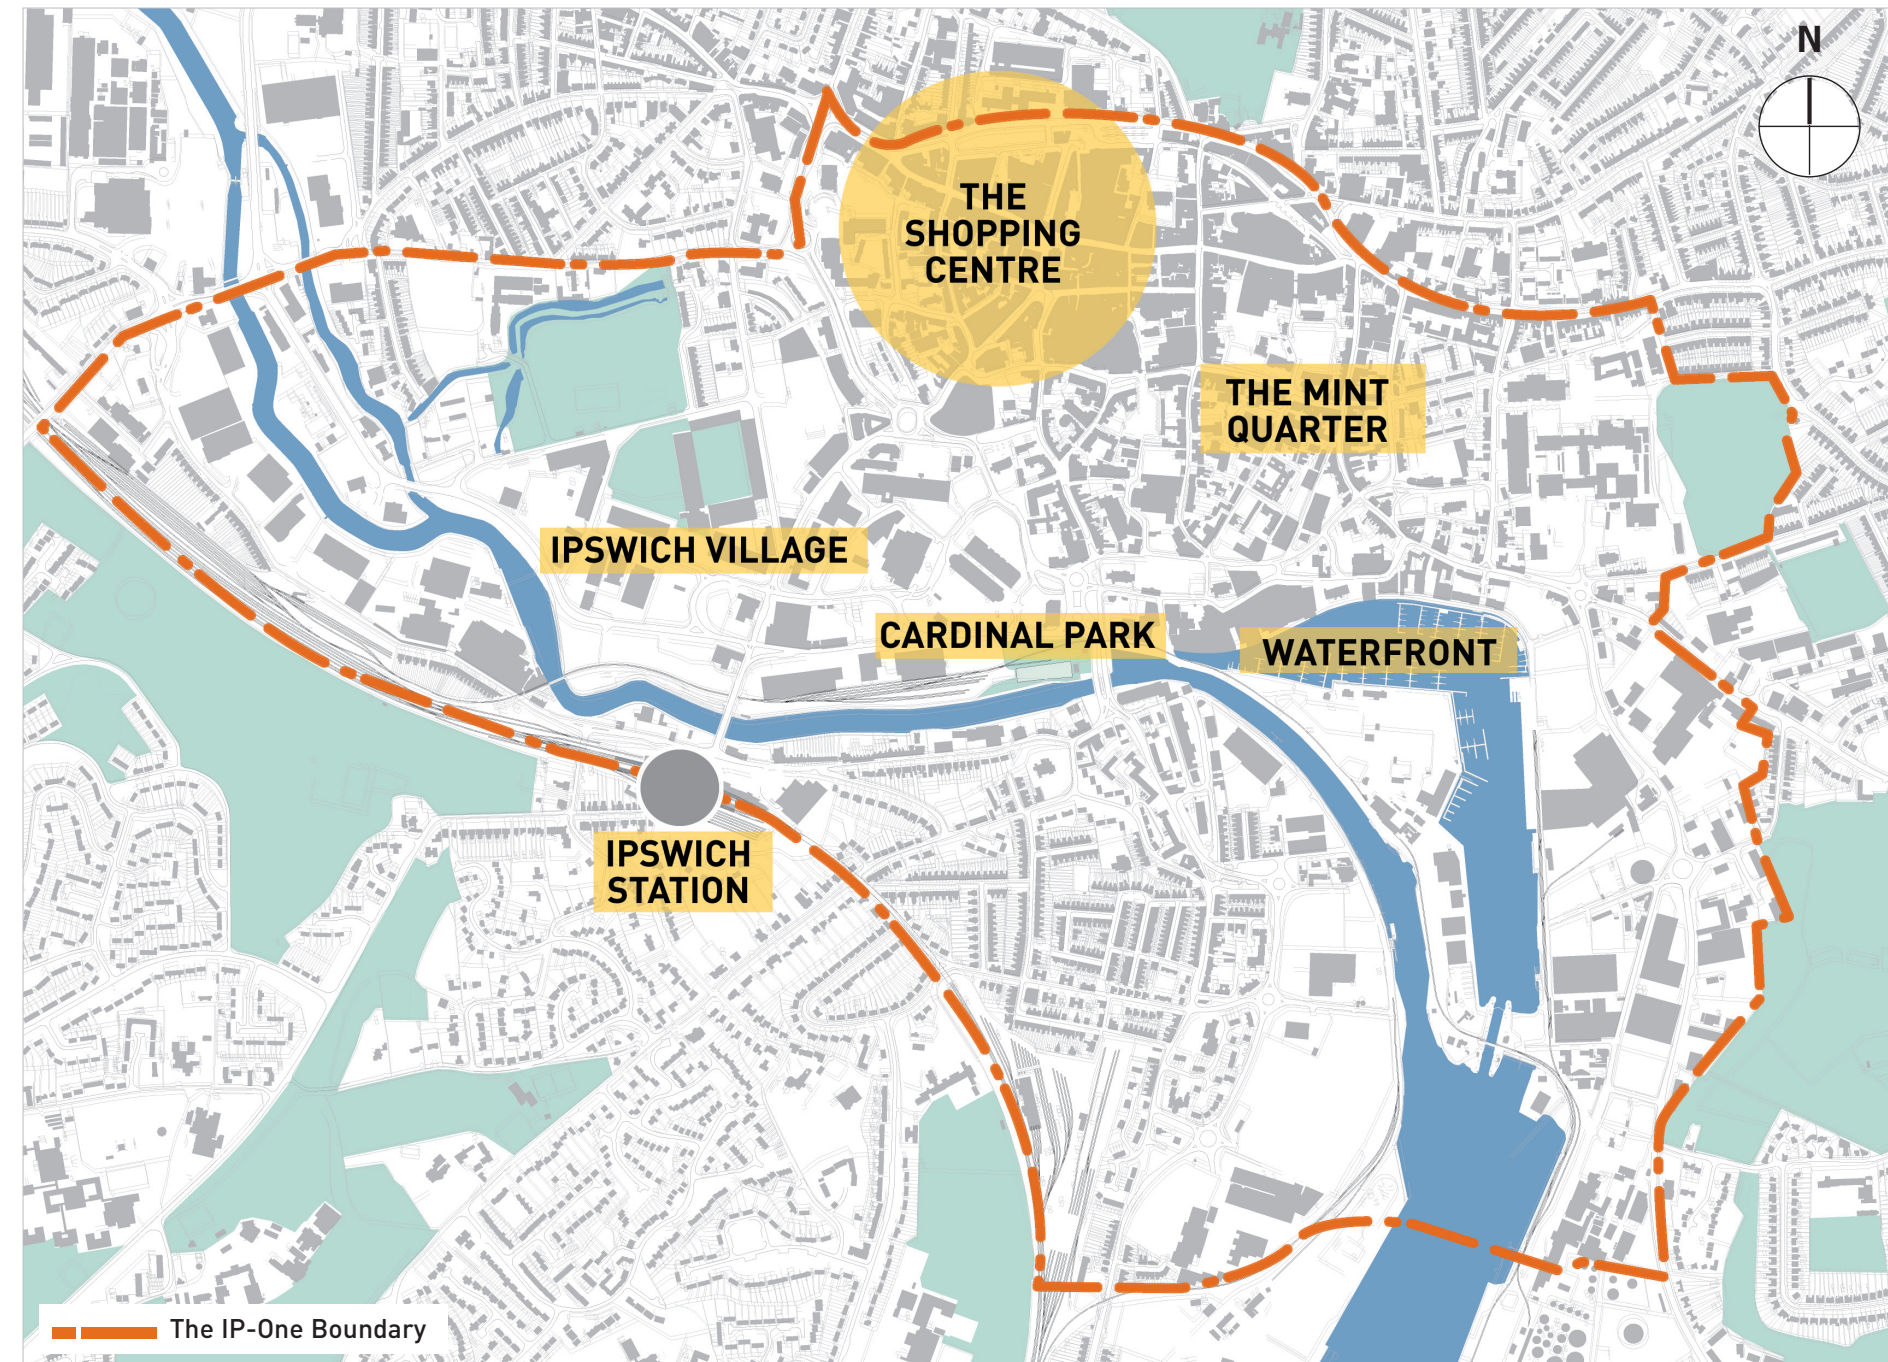 N
THE
SHOPPING
CENTRE
THE MINT
QUARTER
IPSWICH VILLAGE
CARDINAL PARK
WATERFRONT
IPSWICH
STATION
The IP-One Boundary